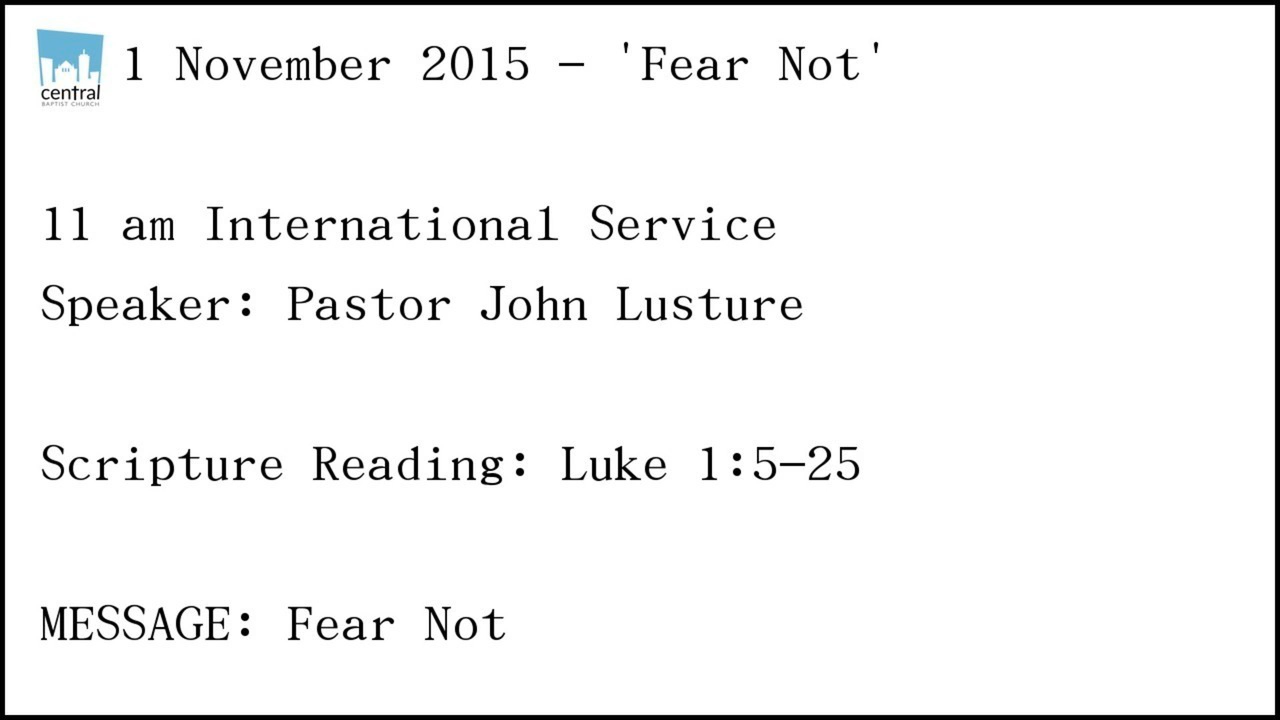 1 November 2015 – 'Fear Not'
central
BAPTIST CHURCH
11 am International Service
Speaker: Pastor John Lusture
Scripture Reading: Luke 1:5–25
MESSAGE: Fear Not